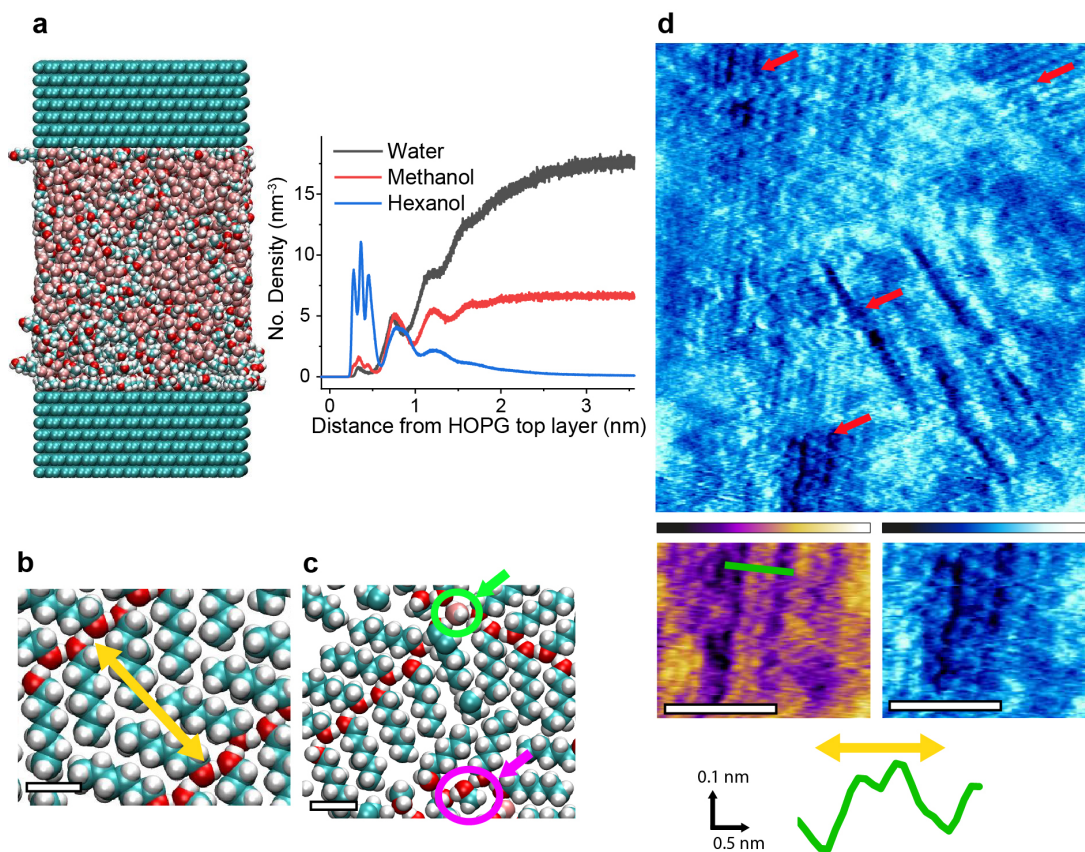 a
No. Density (nm-3)
15
10
5
0
Water
Methanol
Hexanol
0 1 2 3
Distance from HOPG top layer (nm)
b
c
d
0.1 nm
0.5 nm